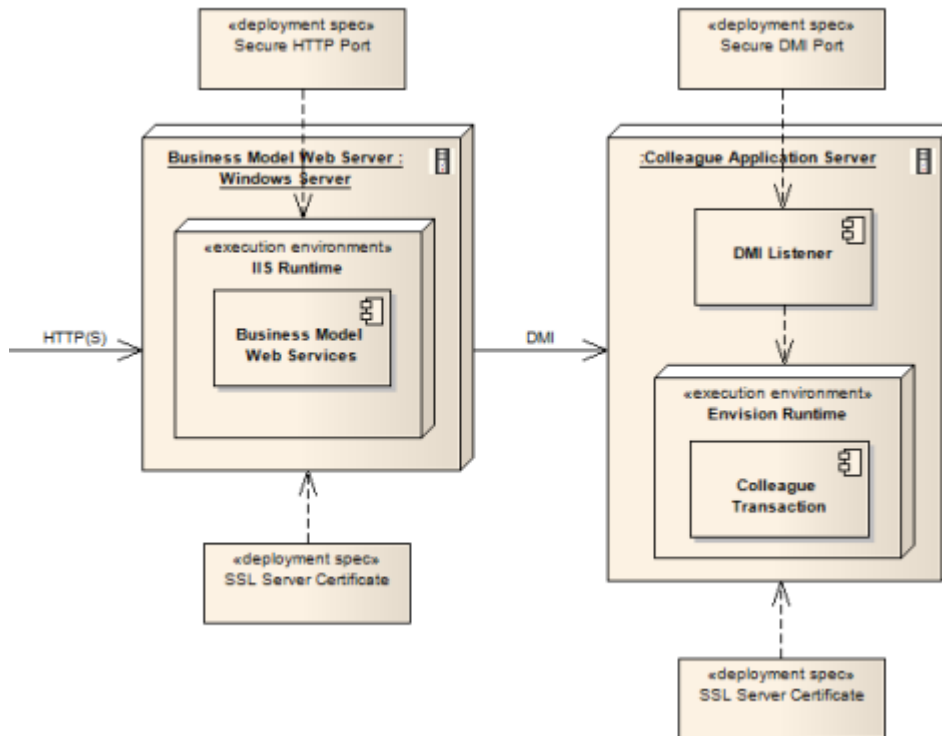 «deployment spec»
Secure HTTP Port
«deployment spec»
Secure DMI Port
Business Model Web Server :
Windows Server
:Colleague Application Server
«execution environment»
IIS Runtime
DMI Listener
Business Model
Web Services
HTTP(S)
DMI
«execution environment»
Envision Runtime
Colleague
Transaction
«deployment spec»
SSL Server Certificate
«deployment spec»
SSL Server Certificate